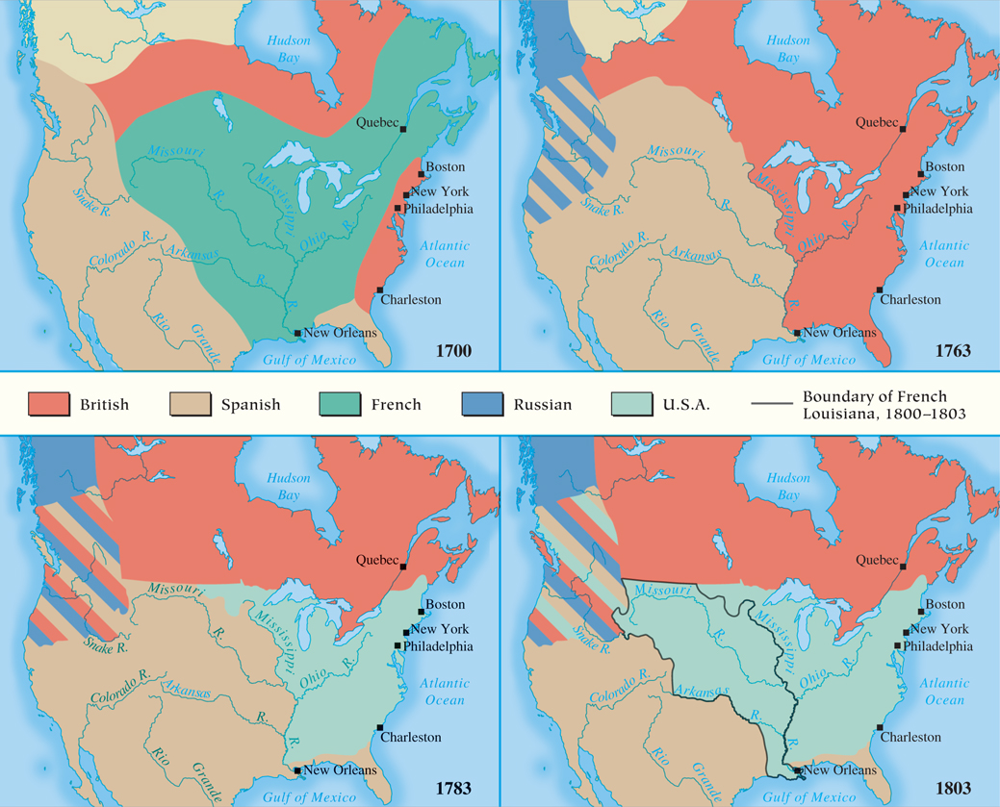 Hudson
Bay
Quebec
Missouri
R.
Mississippi
Boston
New York
Philadelphia
Snake R.
Ohio R.
Colorado R.
Arkansas
R.
Atlantic
Ocean
R.
Charleston
Rio
Grande
New Orleans
Gulf of Mexico
1700
Hudson
Bay
Quebec
Missouri
R.
Mississippi
Boston
New York
Philadelphia
Snake R.
Ohio R.
Colorado R.
Arkansas
R.
Atlantic
Ocean
R.
Charleston
Rio
Grande
New Orleans
Gulf of Mexico
1763
British
Spanish
French
Russian
U.S.A.
Boundary of French
Louisiana, 1800–1803
Hudson
Bay
Quebec
Missouri
R.
Mississippi
Boston
New York
Philadelphia
Snake R.
Ohio R.
Colorado R.
Arkansas
R.
Atlantic
Ocean
R.
Charleston
Rio
Grande
New Orleans
Gulf of Mexico
1783
Hudson
Bay
Quebec
Missouri
R.
Mississippi
Boston
New York
Philadelphia
Snake R.
Ohio R.
Colorado R.
Arkansas
R.
Atlantic
Ocean
R.
Charleston
Rio
Grande
New Orleans
Gulf of Mexico
1803